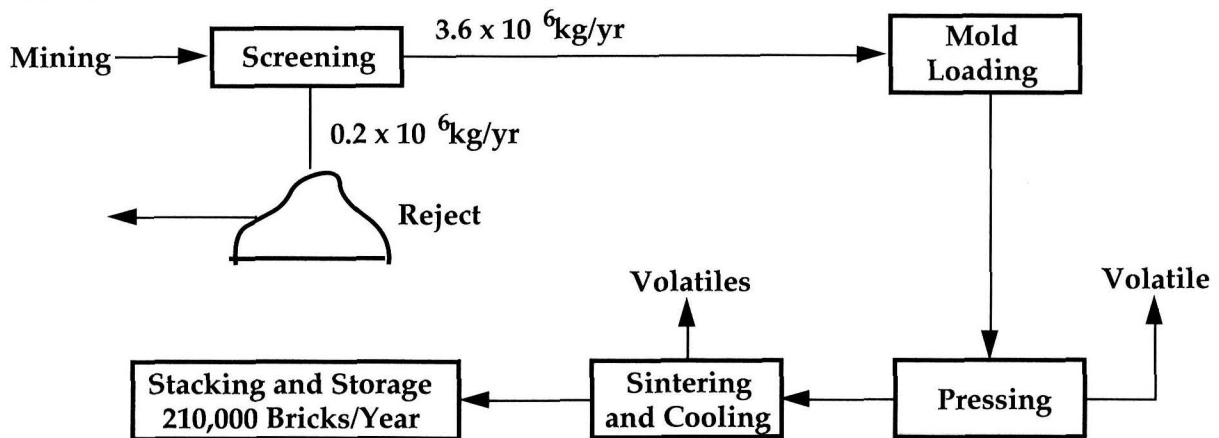 3.6 x 10 6kg/yr
Mining
Screening
Mold
Loading
0.2 x 10 6kg/yr
Reject
Volatiles
Volatile
Stacking and Storage
210,000 Bricks/Year
Sintering
and Cooling
Pressing